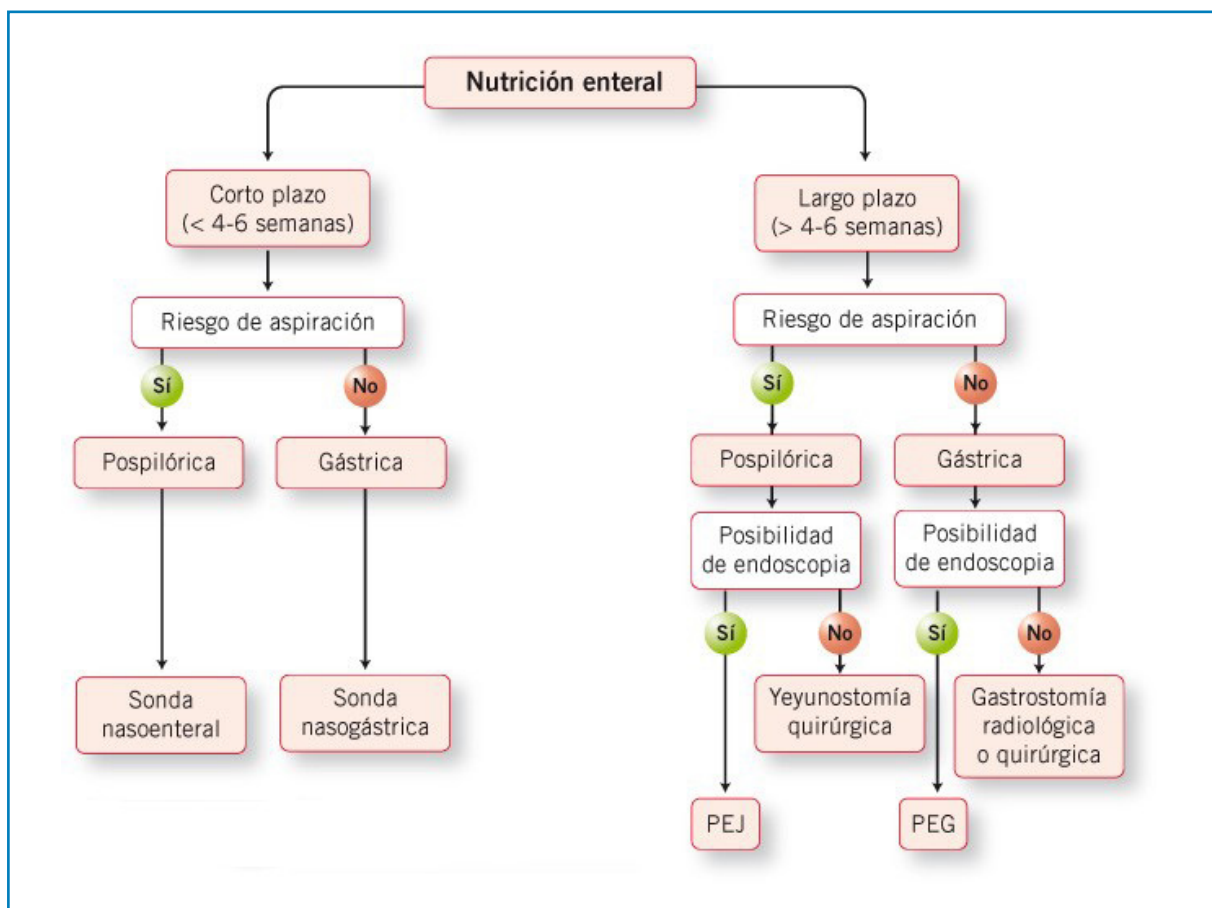 Nutrición enteral
Corto plazo
(< 4-6 semanas)
Riesgo de aspiración
Sí
No
Pospilórica
Gástrica
Sonda
nasoenteral
Sonda
nasogástrica
Largo plazo
(> 4-6 semanas)
Riesgo de aspiración
Sí
No
Pospilórica
Gástrica
Posibilidad
de endoscopia
Posibilidad
de endoscopia
Sí
No
Sí
No
Yeyunostomía
quirúrgica
Gastrostomía
radiológica
o quirúrgica
PEJ
PEG